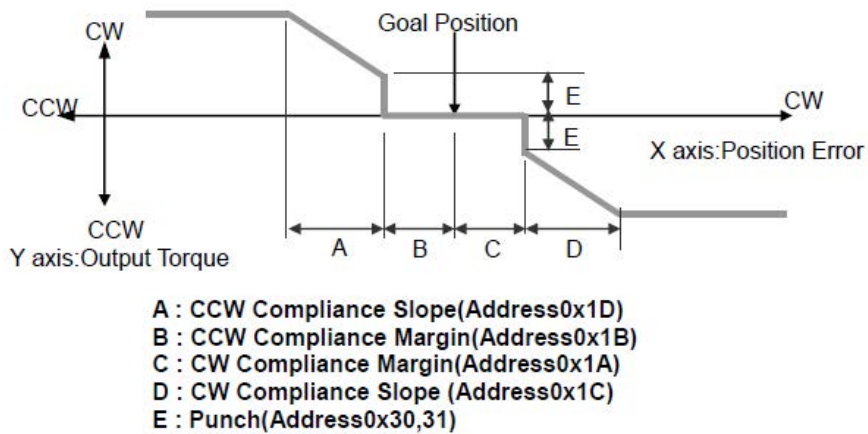 CW
Goal Position
E
CCW
CW
E
X axis:Position Error
CCW
A
B
C
D
Y axis:Output Torque
A : CCW Compliance Slope(Address0x1D)
B : CCW Compliance Margin(Address0x1B)
C : CW Compliance Margin(Address0x1A)
D : CW Compliance Slope (Address0x1C)
E : Punch(Address0x30,31)